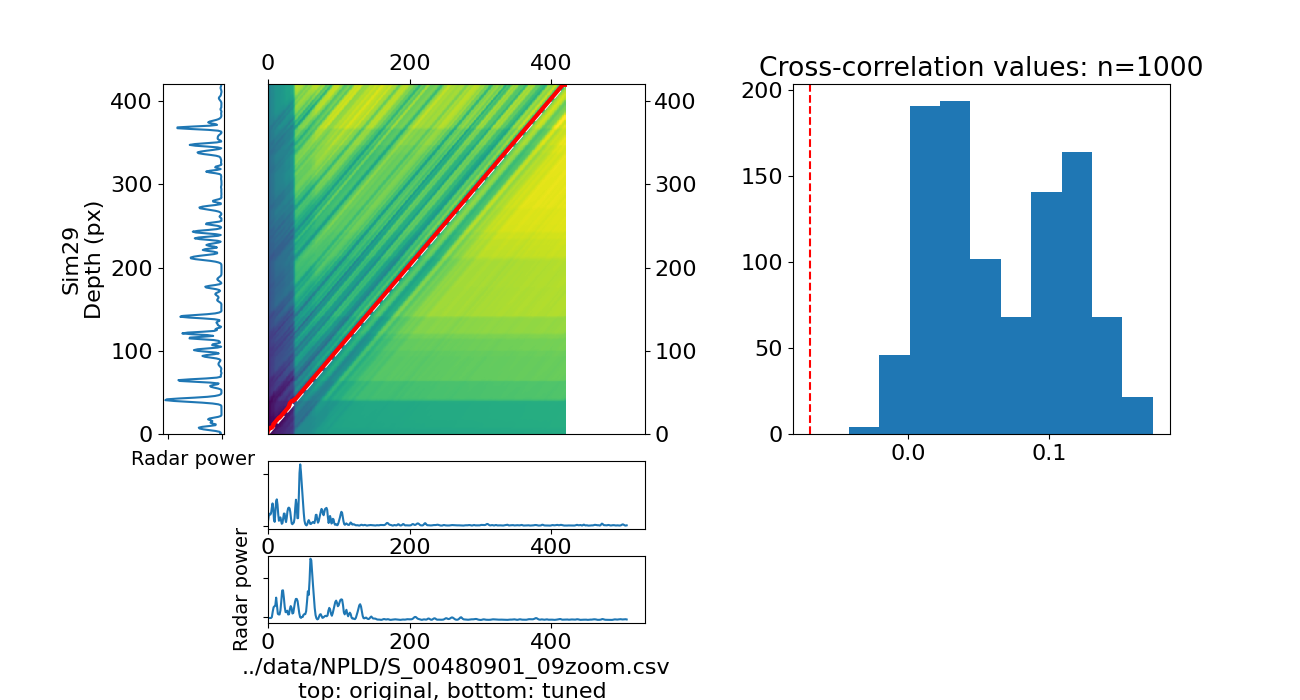 0 200 400
Cross-correlation values: n=1000
400
300
200
100
0
Sim29
Depth (px)
Radar power
400
300
200
100
0
200
150
100
50
0
0.0 0.1
0 200 400
Radar power
0 200 400
../data/NPLD/S_00480901_09zoom.csv
top: original, bottom: tuned